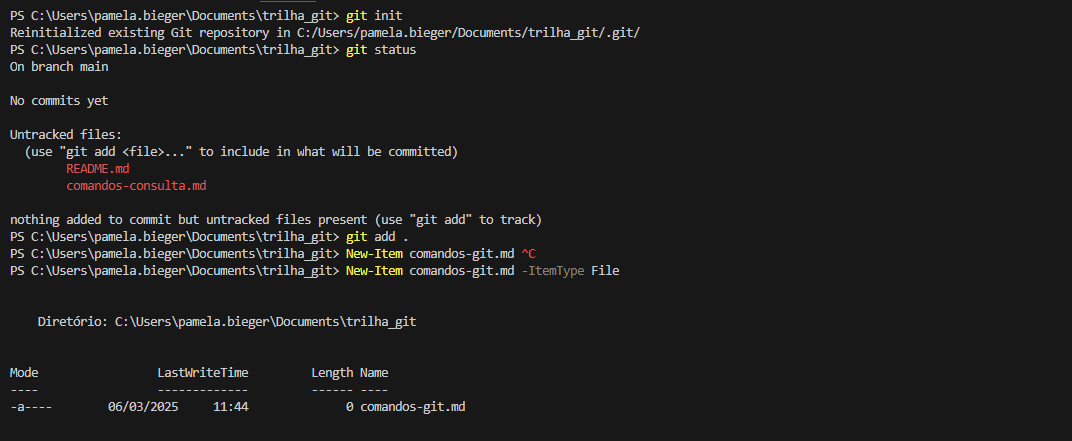 PS C:\Users\pamela.bieger\Documents\trilha_git> git init
Reinitialized existing Git repository in C:/Users/pamela.bieger/Documents/trilha_git/.git/
PS C:\Users\pamela.bieger\Documents\trilha_git> git status
On branch main
No commits yet
Untracked files:
(use "git add <file>..." to include in what will be committed)
README.md
comandos-consulta.md
nothing added to commit but untracked files present (use "git add" to track)
PS C:\Users\pamela.bieger\Documents\trilha_git> git add .
PS C:\Users\pamela.bieger\Documents\trilha_git> New-Item comandos-git.md ^C
PS C:\Users\pamela.bieger\Documents\trilha_git> New-Item comandos-git.md -ItemType File
Diretório: C:\Users\pamela.bieger\Documents\trilha_git
Mode LastWriteTime Length Name
---- ------------- ------ ----
-a---- 06/03/2025 11:44 0 comandos-git.md